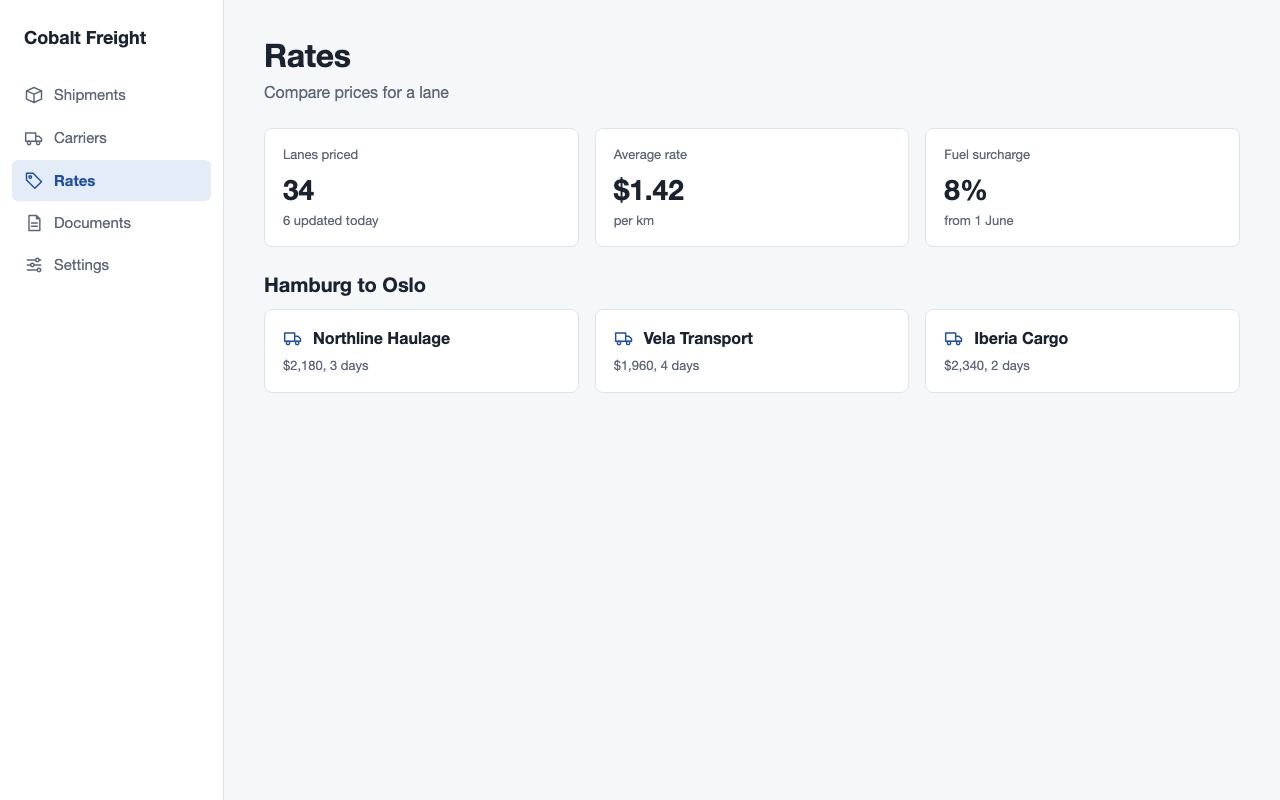 Cobalt Freight
Shipments
Carriers
Rates
Documents
Settings
Rates
Compare prices for a lane
Lanes priced
34
6 updated today
Average rate
$1.42
per km
Fuel surcharge
8%
from 1 June
Hamburg to Oslo
Northline Haulage
$2,180, 3 days
Vela Transport
$1,960, 4 days
Iberia Cargo
$2,340, 2 days